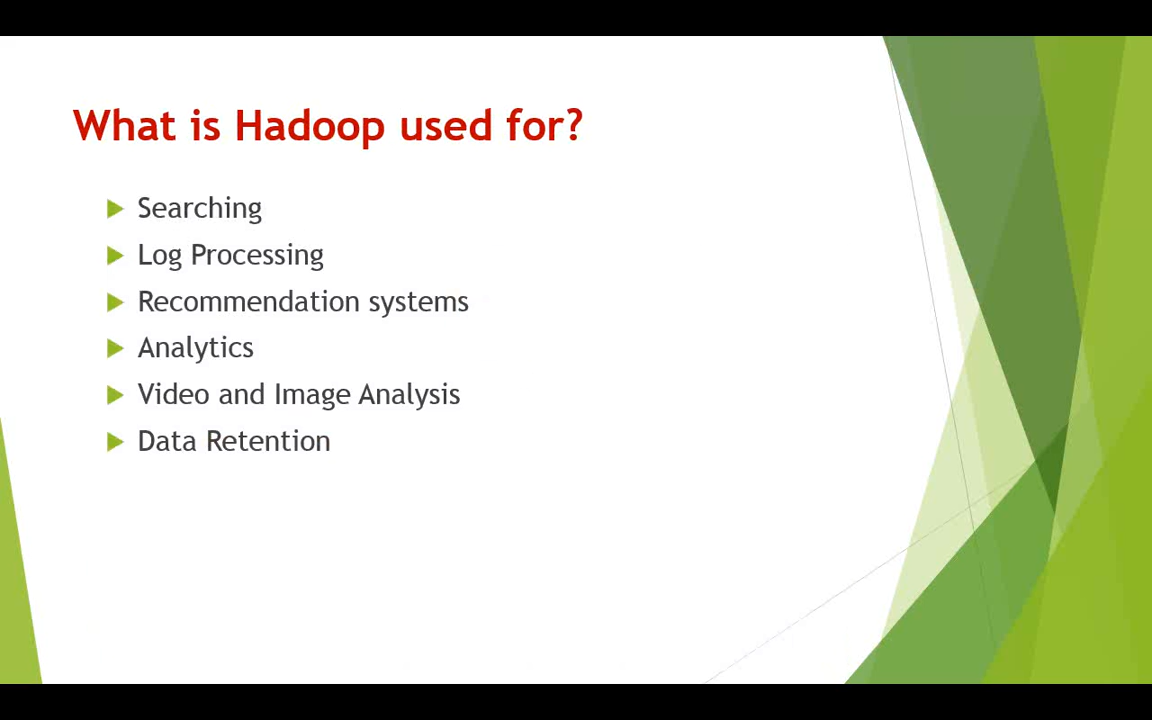 What is Hadoop used for?
Searching
Log Processing
Recommendation systems
Analytics
Video and Image Analysis
Data Retention